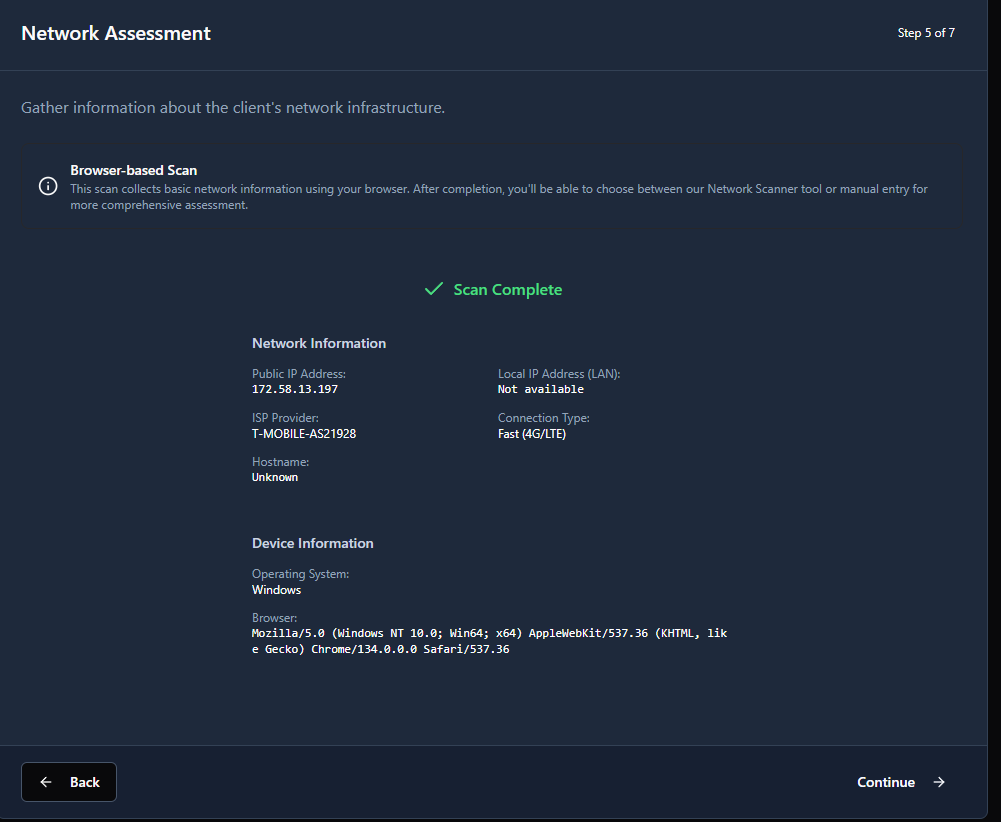 Network Assessment
Step 5 of 7
Gather information about the client's network infrastructure.
Browser-based Scan
This scan collects basic network information using your browser. After completion, you'll be able to choose between our Network Scanner tool or manual entry for
more comprehensive assessment.
Scan Complete
Network Information
Public IP Address:
172.58.13.197
Local IP Address (LAN):
Not available
ISP Provider:
T-MOBILE-AS21928
Connection Type:
Fast (4G/LTE)
Hostname:
Unknown
Device Information
Operating System:
Windows
Browser:
Mozilla/5.0 (Windows NT 10.0; Win64; x64) AppleWebKit/537.36 (KHTML, lik
e Gecko) Chrome/134.0.0.0 Safari/537.36
Back
Continue